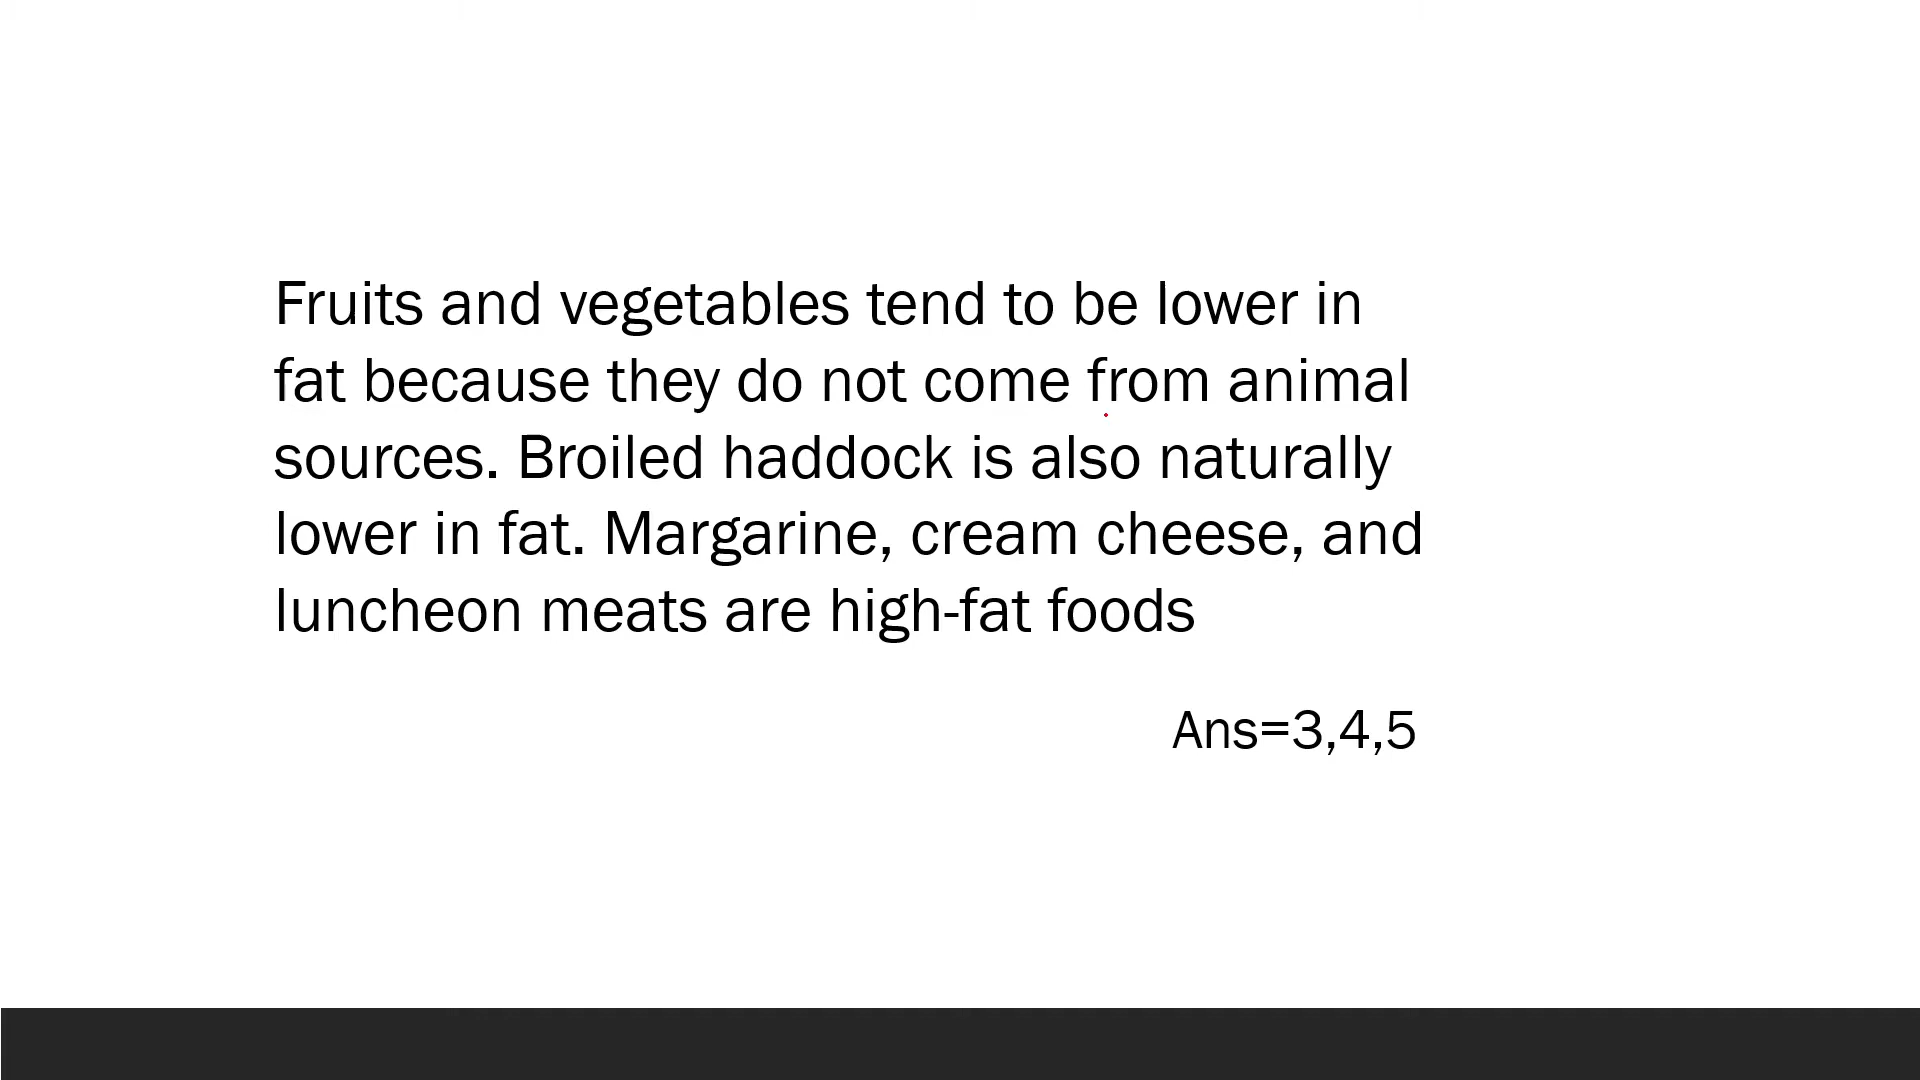 Fruits and vegetables tend to be lower in
fat because they do not come from animal
sources. Broiled haddock is also naturally
lower in fat. Margarine, cream cheese, and
luncheon meats are high-fat foods
Ans=3,4,5